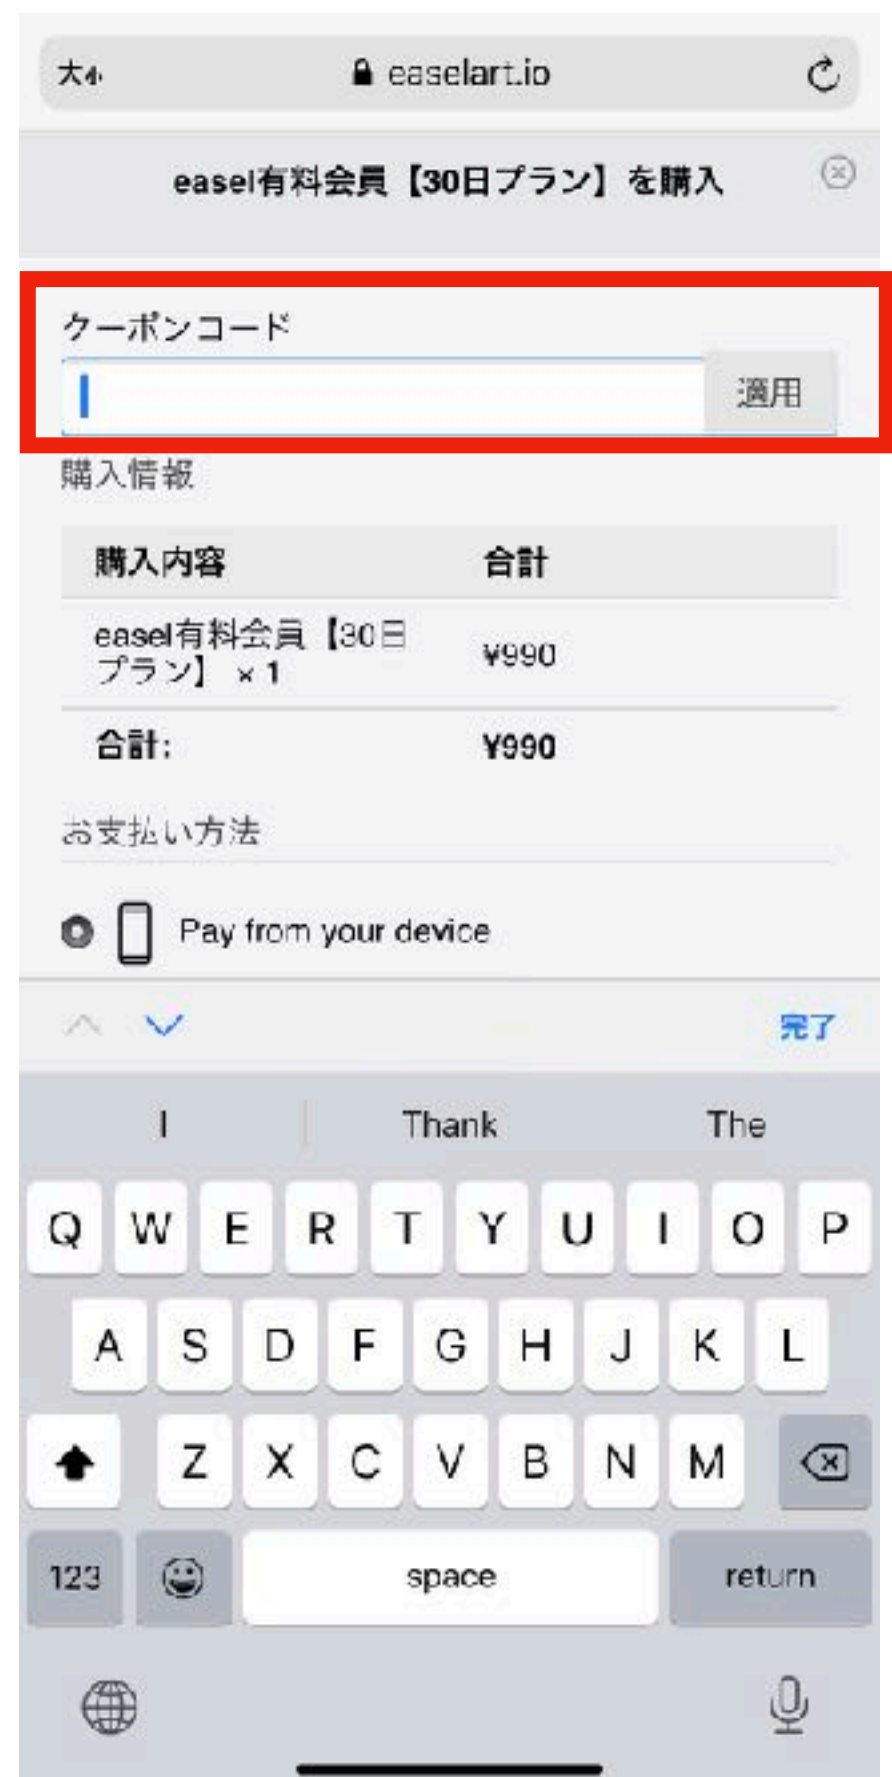 大小 easelart.io
easel有料会員【30日プラン】を購入
クーポンコード
適用
購入情報
購入内容 合計
easel有料会員【30日
プラン】 × 1
¥990
合計: ¥990
お支払い方法
Pay from your device
完了
I Thank The
Q W E R T Y U I O P
A S D F G H J K L
Z X C V B N M
123 space return